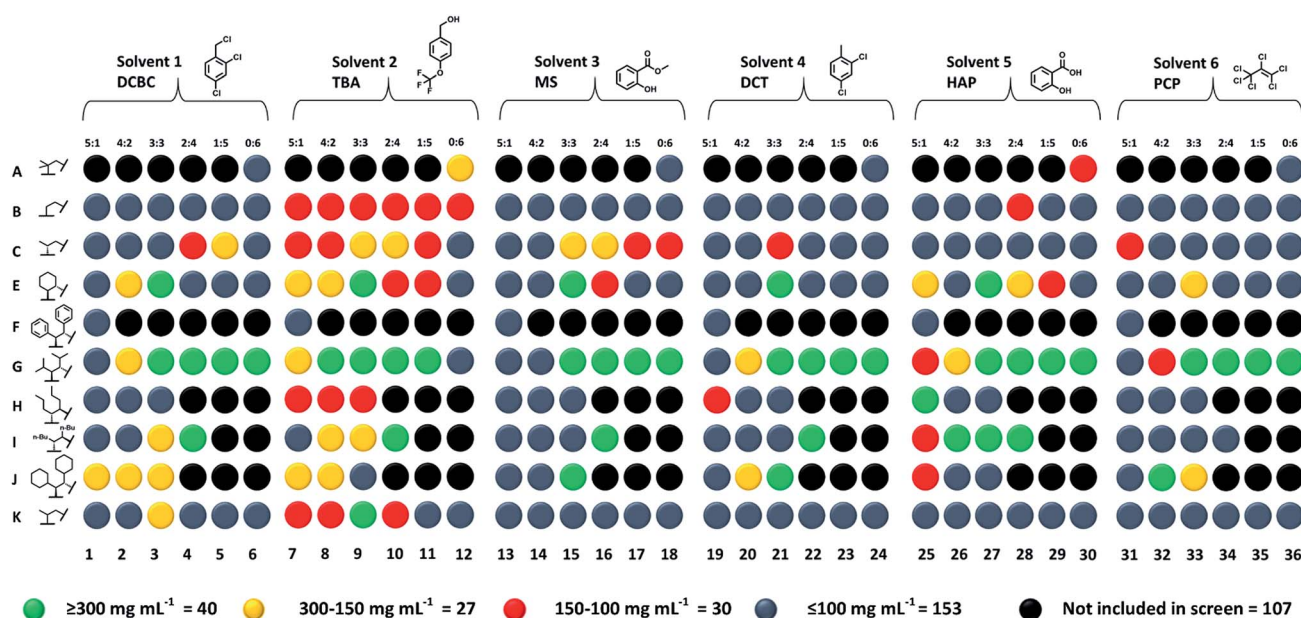 Solvent 1
DCBC
Cl
Cl
Cl
Solvent 2
TBA
OH
O
F
F
F
Solvent 3
MS
O
O
OH
Solvent 4
DCT
Cl
Cl
Solvent 5
HAP
O
OH
OH
Solvent 6
PCP
Cl
Cl
Cl
Cl
Cl
Cl
5:1 4:2 3:3 2:4 1:5 0:6 5:1 4:2 3:3 2:4 1:5 0:6 5:1 4:2 3:3 2:4 1:5 0:6 5:1 4:2 3:3 2:4 1:5 0:6 5:1 4:2 3:3 2:4 1:5 0:6 5:1 4:2 3:3 2:4 1:5 0:6
A
B
C
E
F
G
H
I n-Bu n-Bu
J
K
1 2 3 4 5 6 7 8 9 10 11 12 13 14 15 16 17 18 19 20 21 22 23 24 25 26 27 28 29 30 31 32 33 34 35 36
≥300 mg mL⁻¹ = 40 300-150 mg mL⁻¹ = 27 150-100 mg mL⁻¹ = 30 ≤100 mg mL⁻¹ = 153 Not included in screen = 107